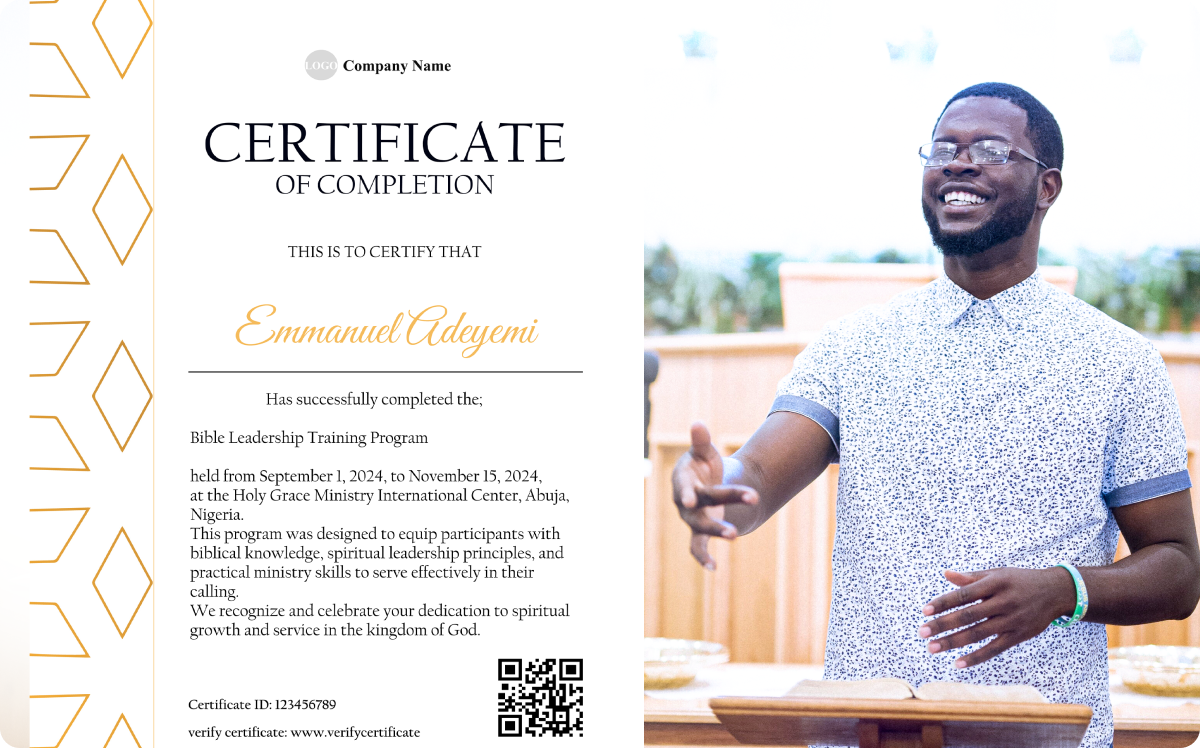 LOGO Company Name
CERTIFICATE
OF COMPLETION
THIS IS TO CERTIFY THAT
Emmanuel Adeyemi
Has successfully completed the;
Bible Leadership Training Program
held from September 1, 2024, to November 15, 2024,
at the Holy Grace Ministry International Center, Abuja,
Nigeria.
This program was designed to equip participants with
biblical knowledge, spiritual leadership principles, and
practical ministry skills to serve effectively in their
calling.
We recognize and celebrate your dedication to spiritual
growth and service in the kingdom of God.
Certificate ID: 123456789
verify certificate: www.verifycertificate